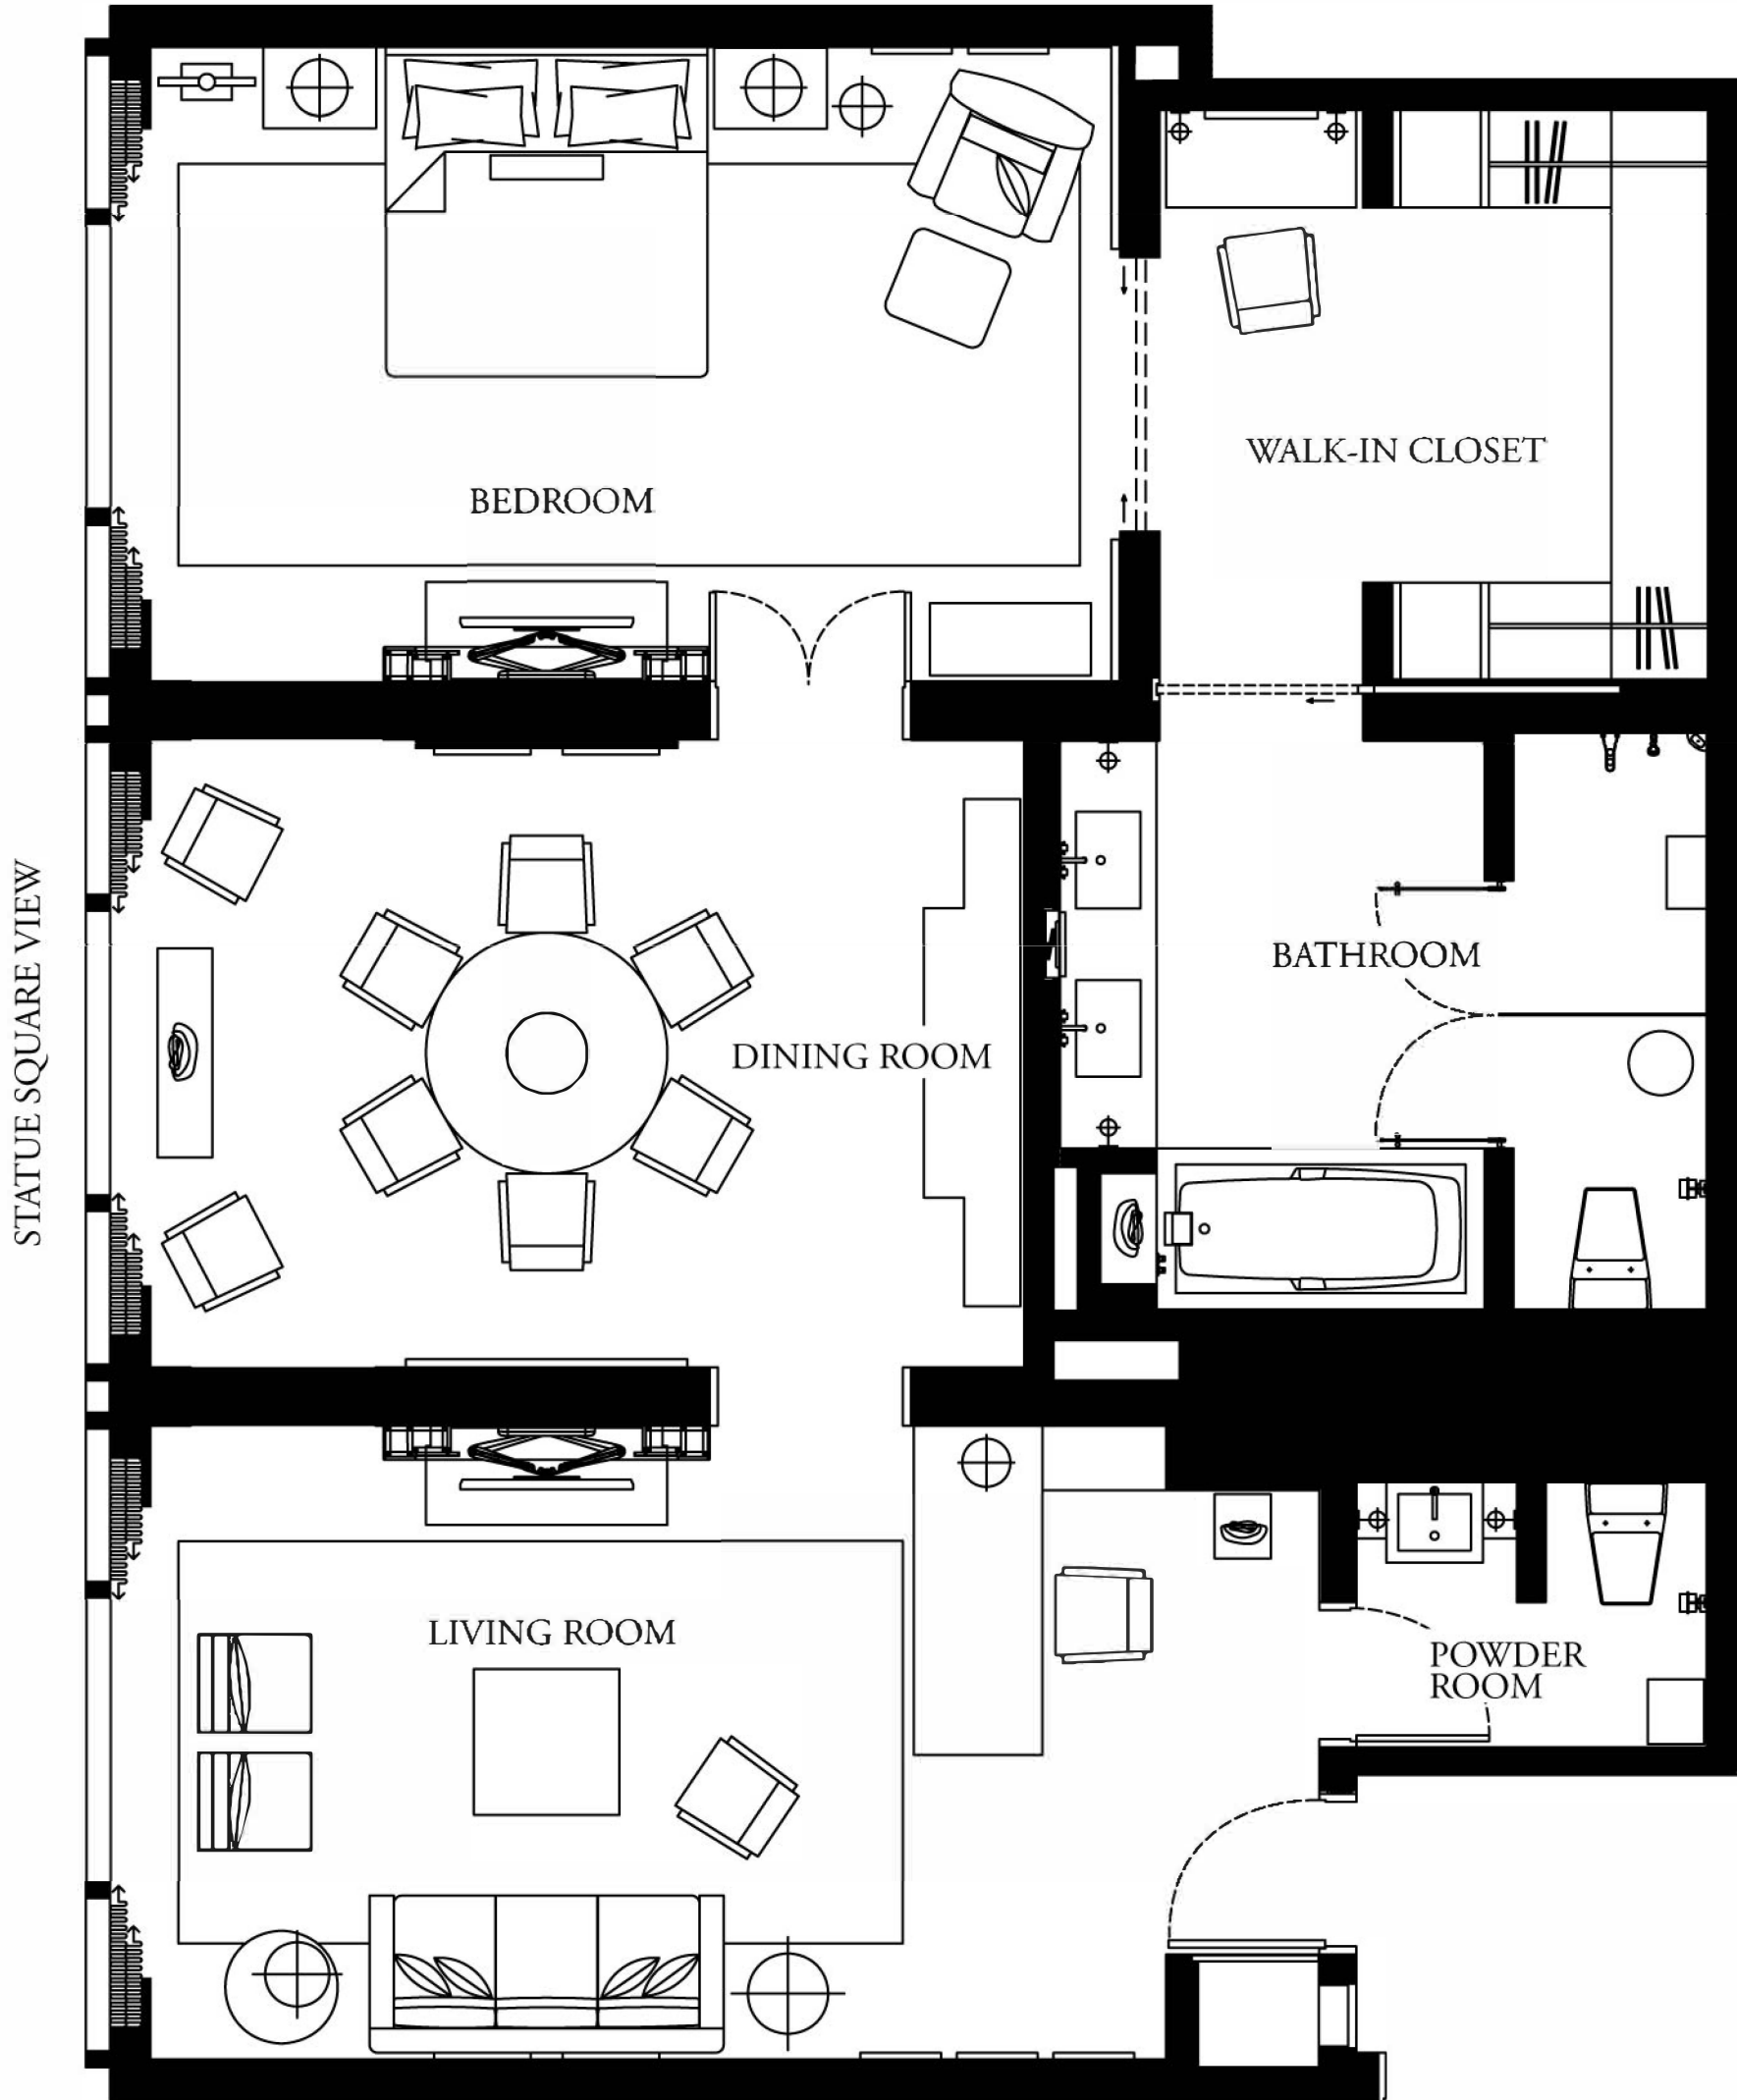 WALK-IN CLOSET
BEDROOM
STATUE SQUARE VIEW
BATHROOM
DINING ROOM
LIVING ROOM
POWDER
ROOM